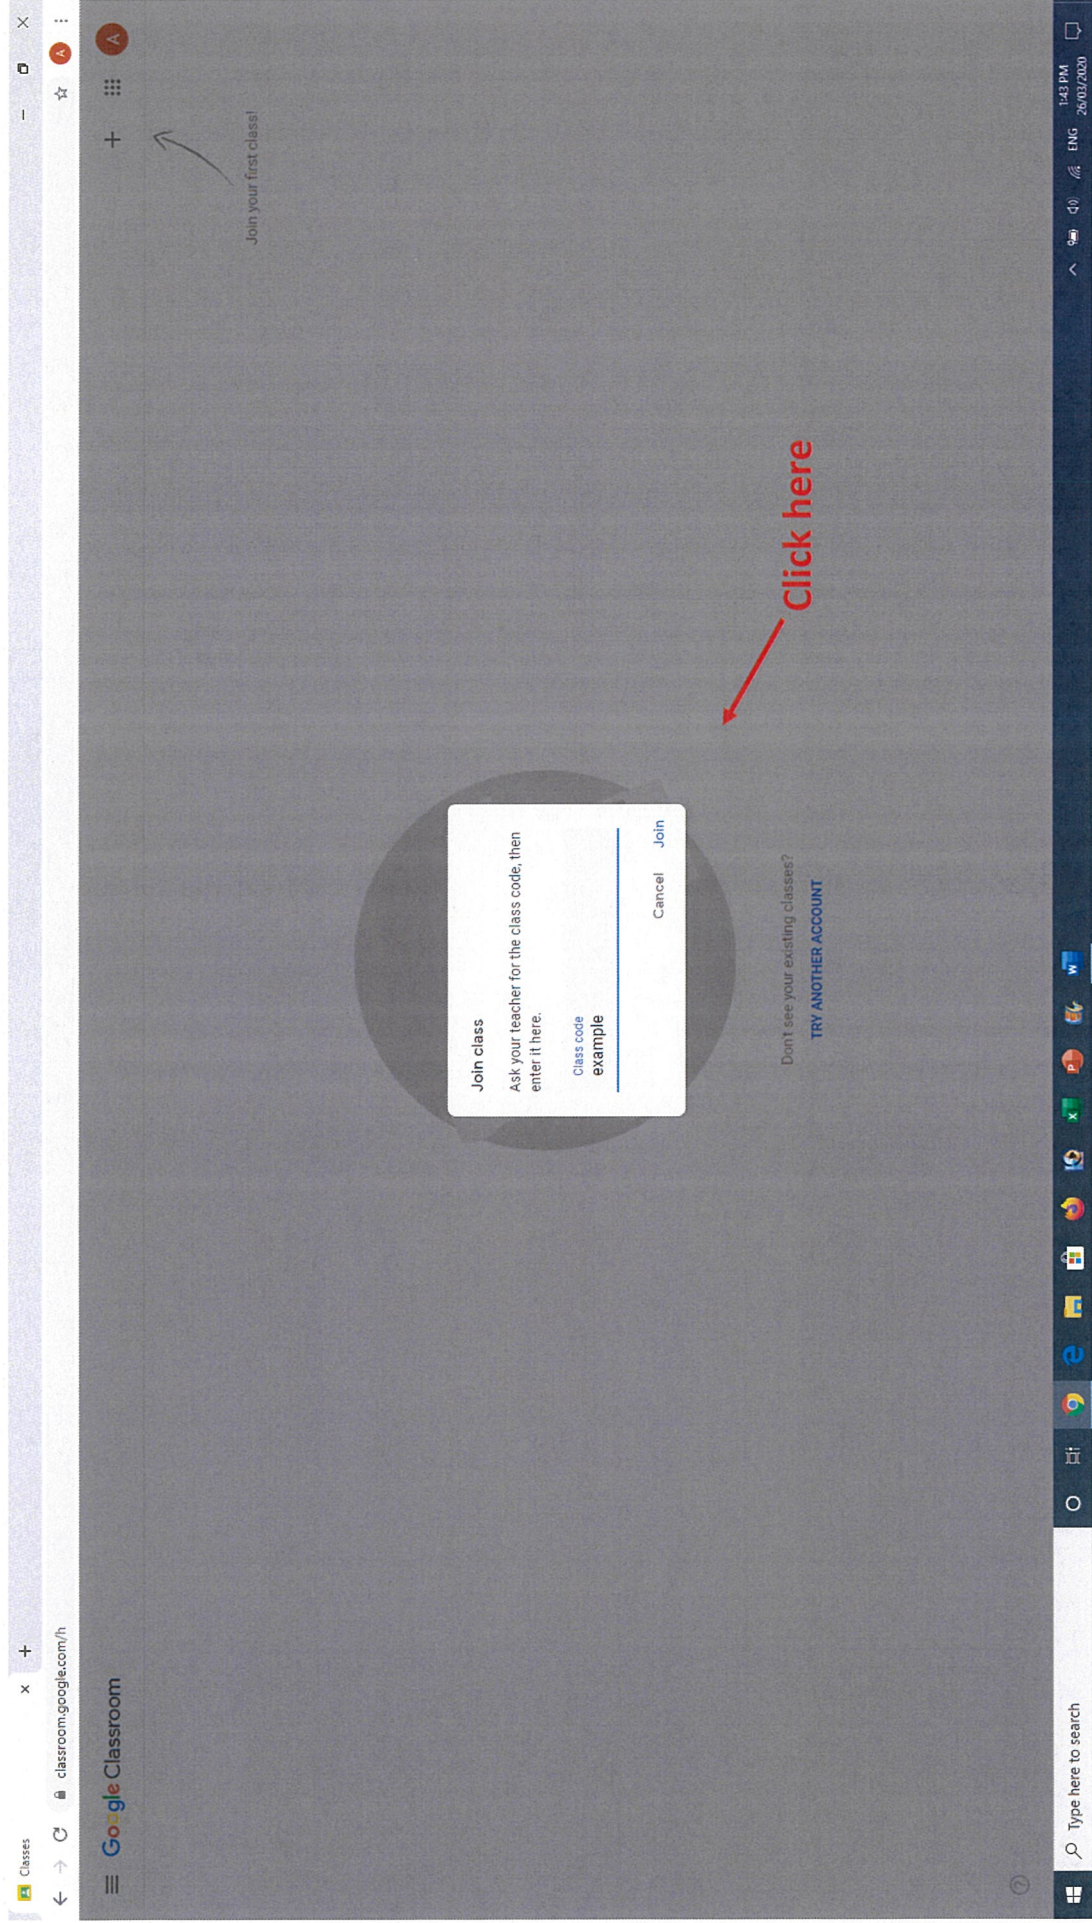 Classes
classroom.google.com/h
A
Google Classroom
A
Join your first class!
Join class
Ask your teacher for the class code, then
enter it here.
Class code
example
Cancel Join
Click here
Don't see your existing classes?
TRY ANOTHER ACCOUNT
Type here to search
ENG
1:43 PM
26/03/2020